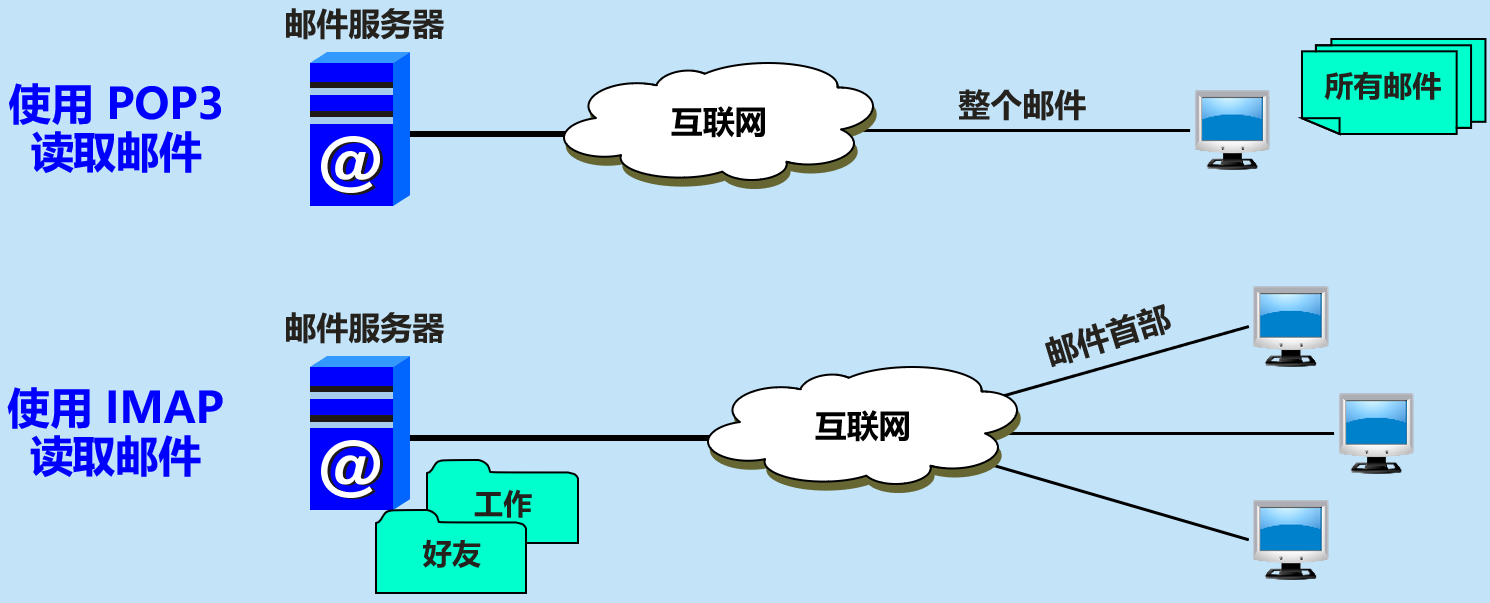 邮件服务器
使用 POP3
读取邮件
@
互联网
整个邮件
所有邮件
邮件服务器
使用 IMAP
读取邮件
@
工作
好友
互联网
邮件首部